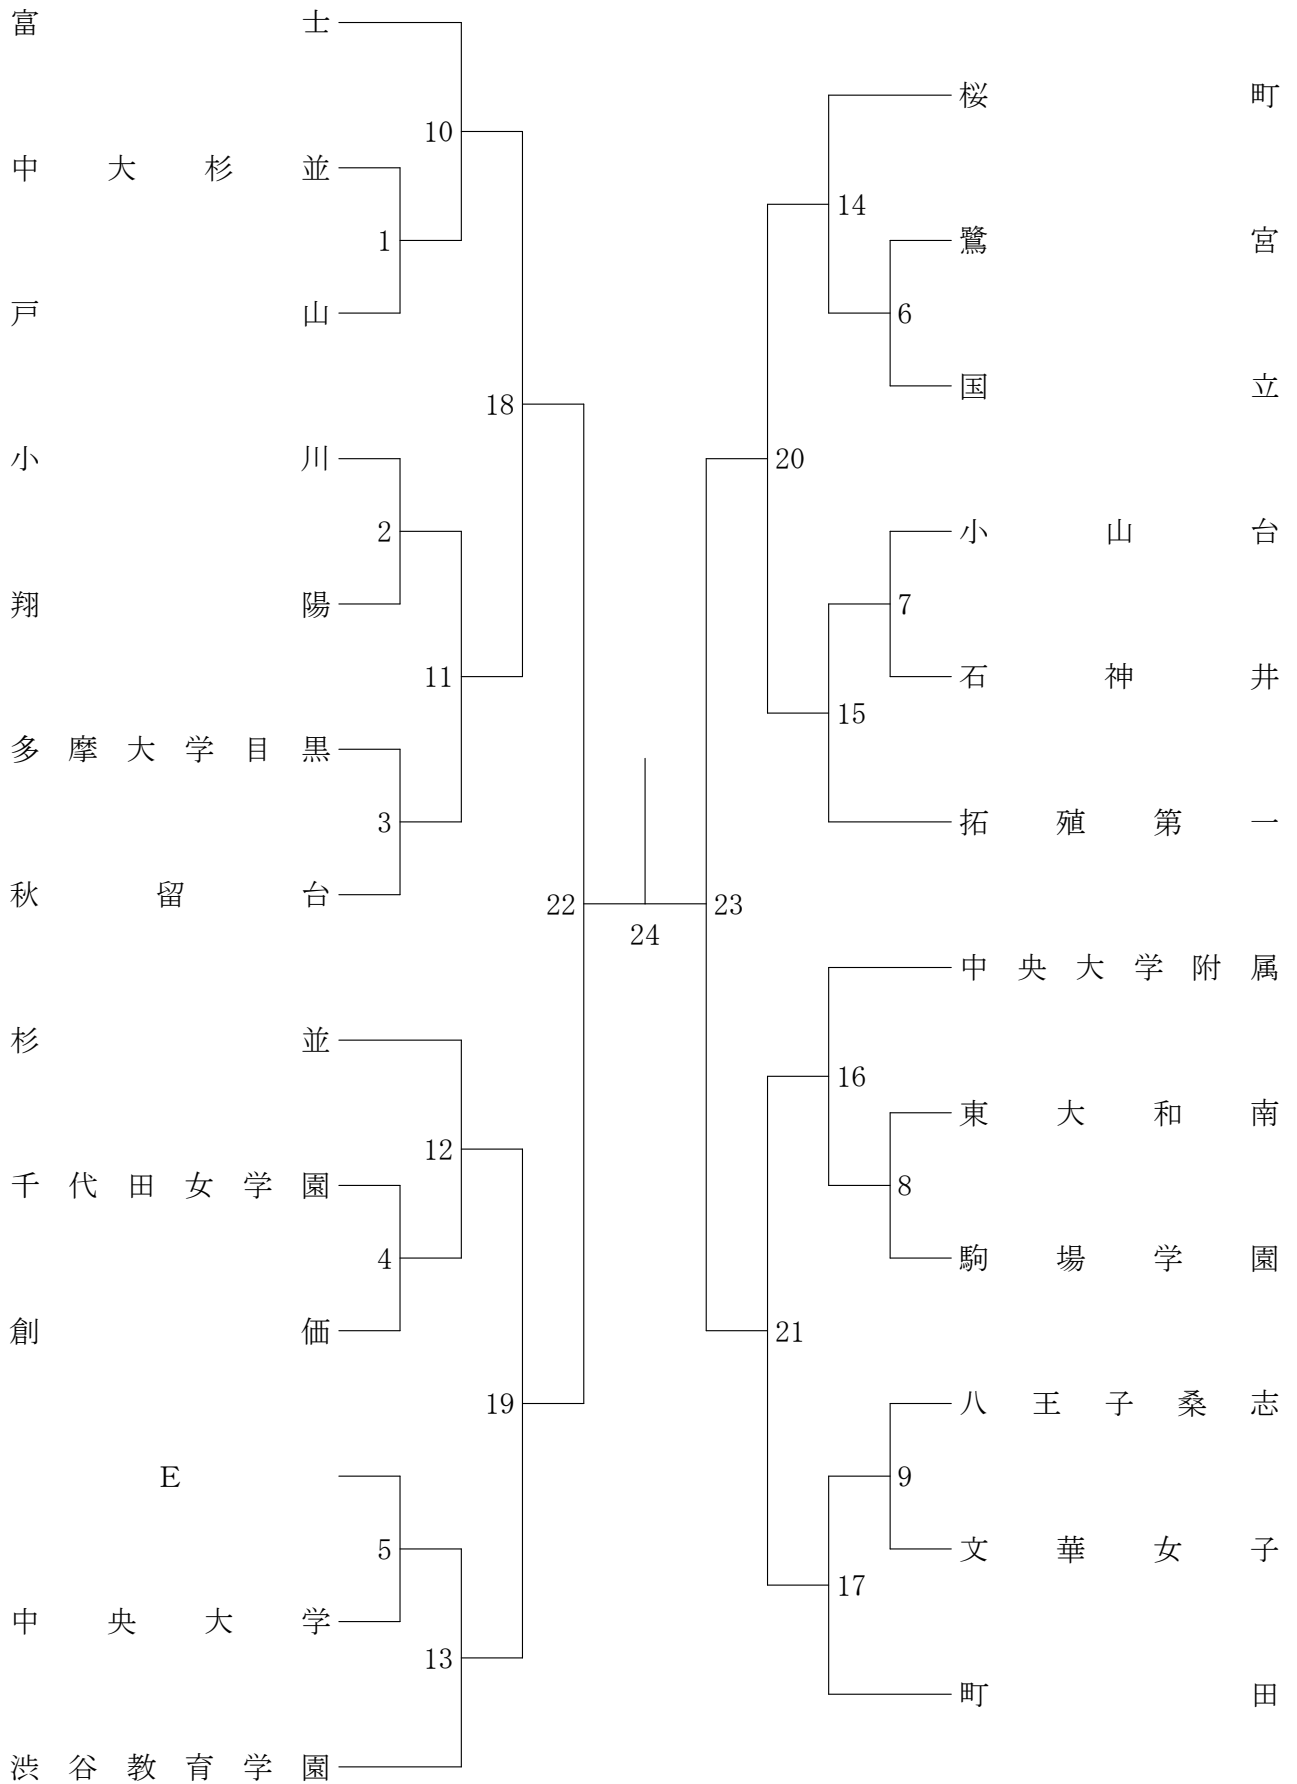 富士
10
中大杉並
1
戸山
18
小川
2
翔陽
11
多摩大学目黒
3
秋留台
22
24
杉並
12
千代田女学園
4
創価
19
E
5
中央大学
13
渋谷教育学園
桜町
14
鷺宮
6
国立
20
小山台
7
石神井
15
拓殖第一
23
中央大学附属
16
東大和南
8
駒場学園
21
八王子桑志
9
文華女子
17
町田